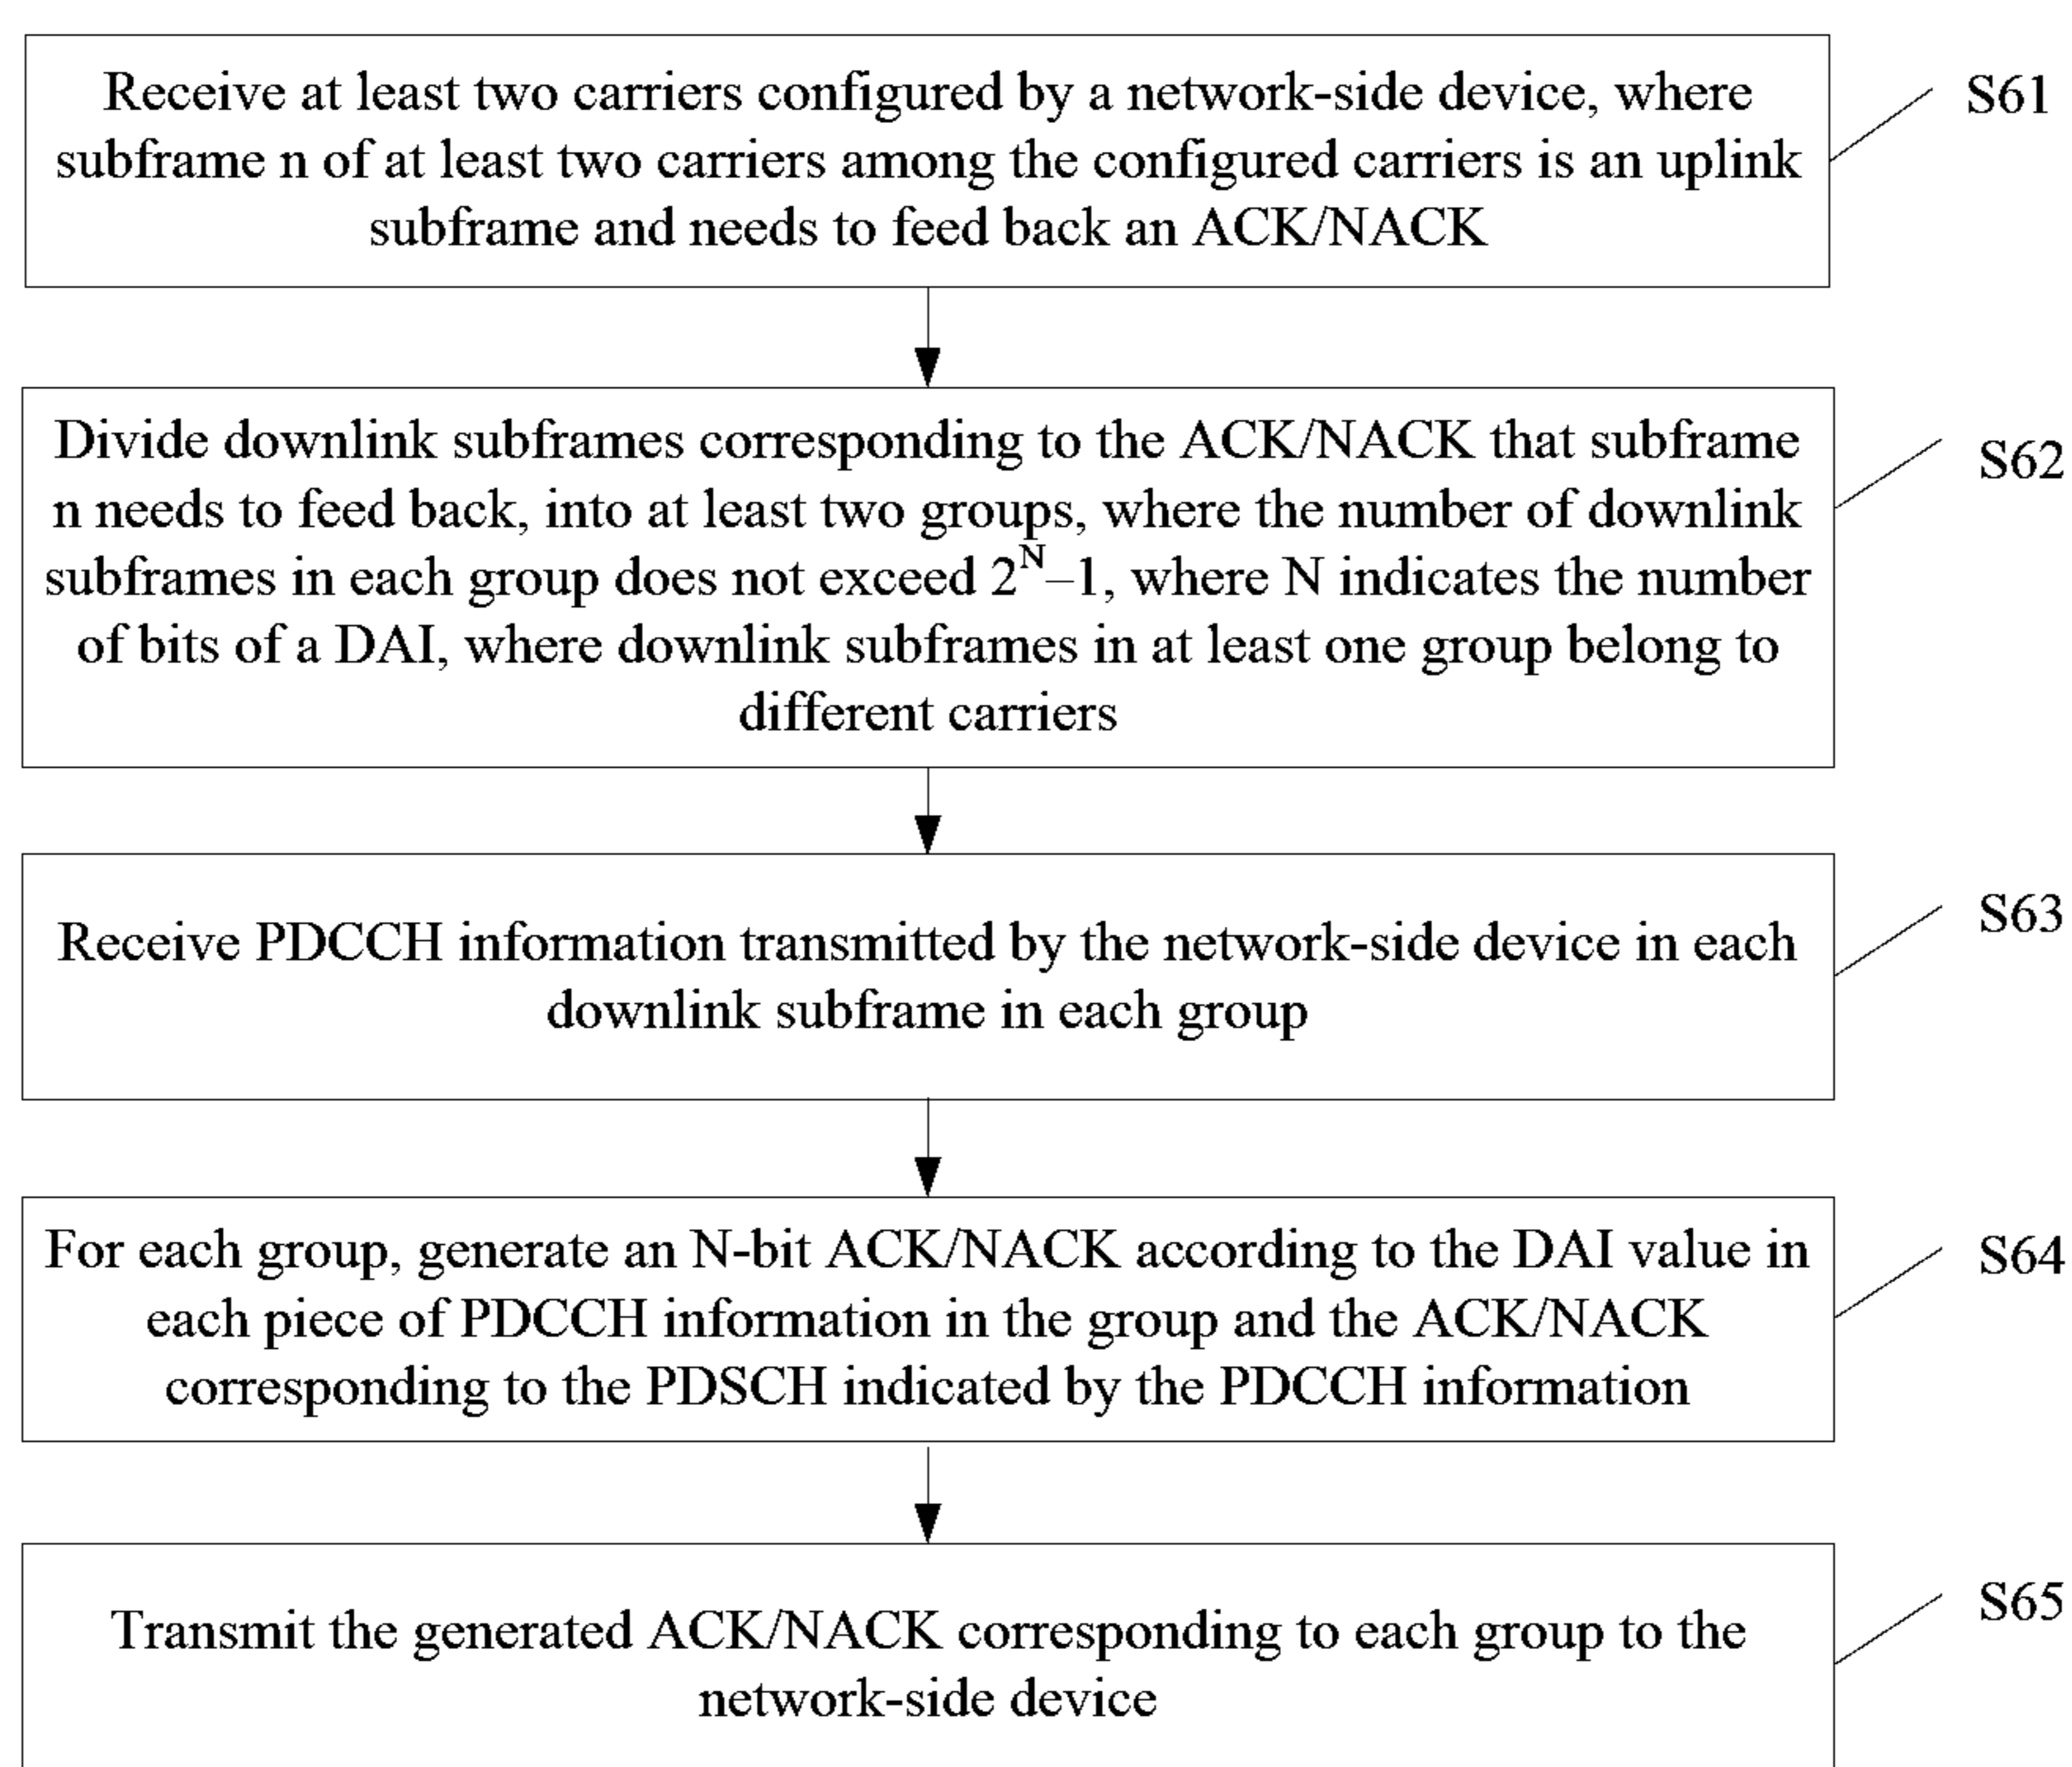 Receive at least two carriers configured by a network-side device, where
subframe n of at least two carriers among the configured carriers is an uplink
subframe and needs to feed back an ACK/NACK
S61
Divide downlink subframes corresponding to the ACK/NACK that subframe
n needs to feed back, into at least two groups, where the number of downlink
subframes in each group does not exceed 2^N–1, where N indicates the number
of bits of a DAI, where downlink subframes in at least one group belong to
different carriers
S62
Receive PDCCH information transmitted by the network-side device in each
downlink subframe in each group
S63
For each group, generate an N-bit ACK/NACK according to the DAI value in
each piece of PDCCH information in the group and the ACK/NACK
corresponding to the PDSCH indicated by the PDCCH information
S64
Transmit the generated ACK/NACK corresponding to each group to the
network-side device
S65